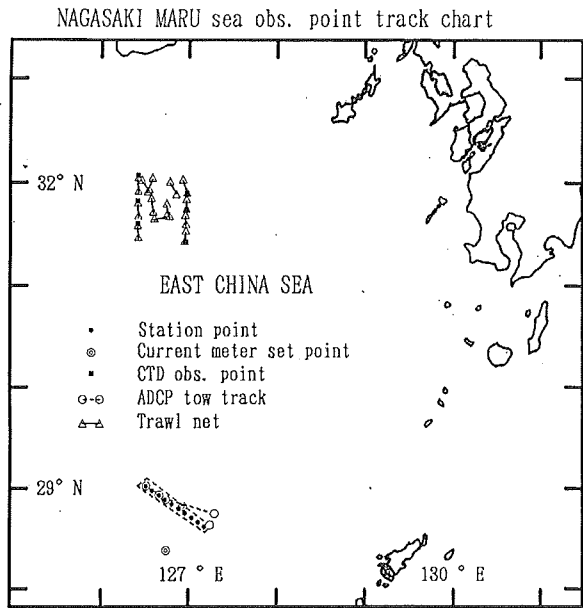 NAGASAKI MARU sea obs. point track chart
32° N
EAST CHINA SEA
Station point
Current meter set point
CTD obs. point
ADCP tow track
Trawl net
29° N
127 ° E
130 ° E